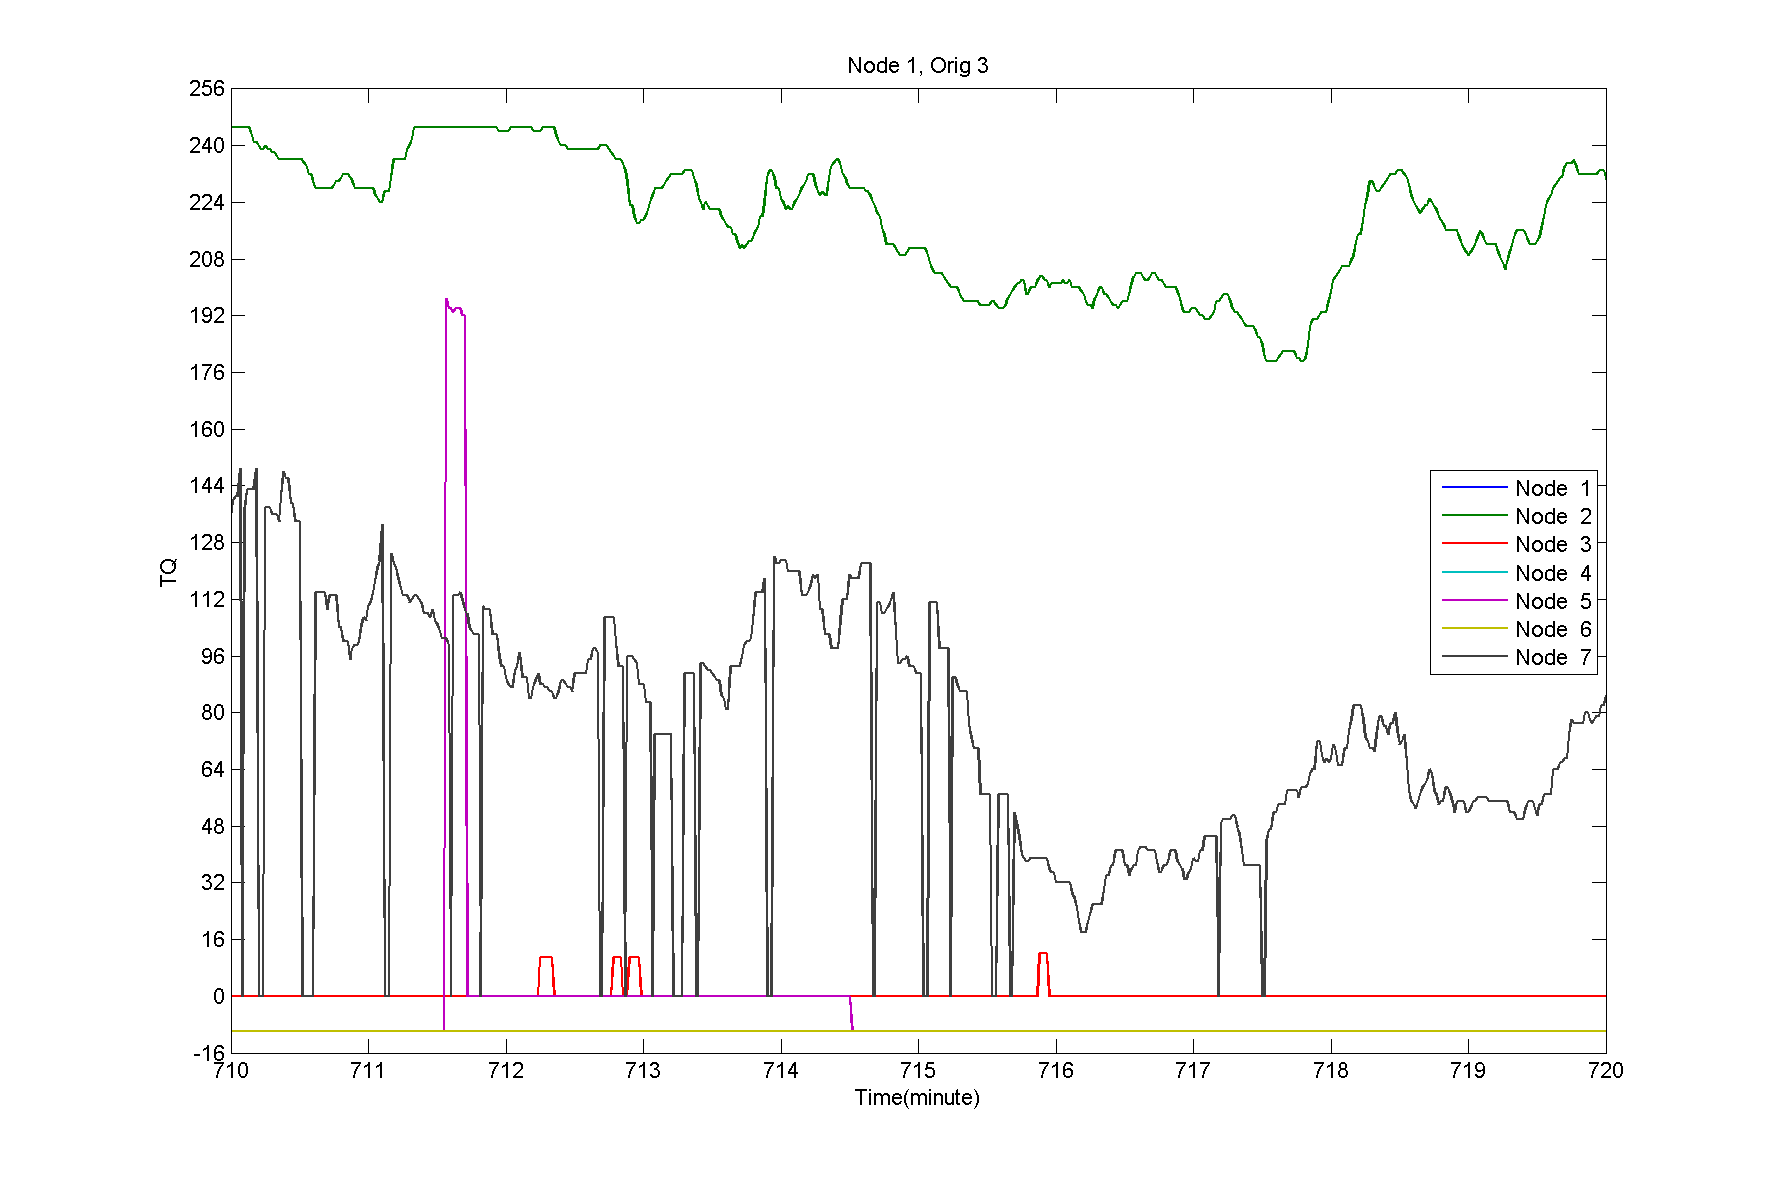 Node 1, Orig 3
256
240
224
208
192
176
160
144
128
112
96
80
64
48
32
16
0
-16
TQ
Node 1
Node 2
Node 3
Node 4
Node 5
Node 6
Node 7
710 711 712 713 714 715 716 717 718 719 720
Time(minute)